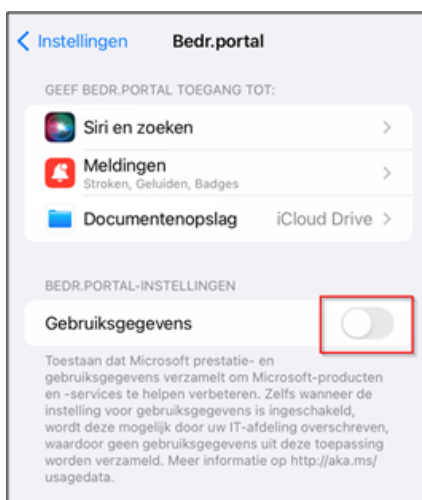 Instellingen Bedr.portal
GEEF BEDR.PORTAL TOEGANG TOT:
Siri en zoeken
Meldingen
Stroken, Geluiden, Badges
Documentenopslag iCloud Drive
BEDR.PORTAL-INSTELLINGEN
Gebruiksgegevens
Toestaan dat Microsoft prestatie- en
gebruiksgegevens verzamelt om Microsoft-producten
en -services te helpen verbeteren. Zelfs wanneer de
instelling voor gebruiksgegevens is ingeschakeld,
wordt deze mogelijk door uw IT-afdeling overschreven,
waardoor geen gebruiksgegevens uit deze toepassing
worden verzameld. Meer informatie op http://aka.ms/
usagedata.